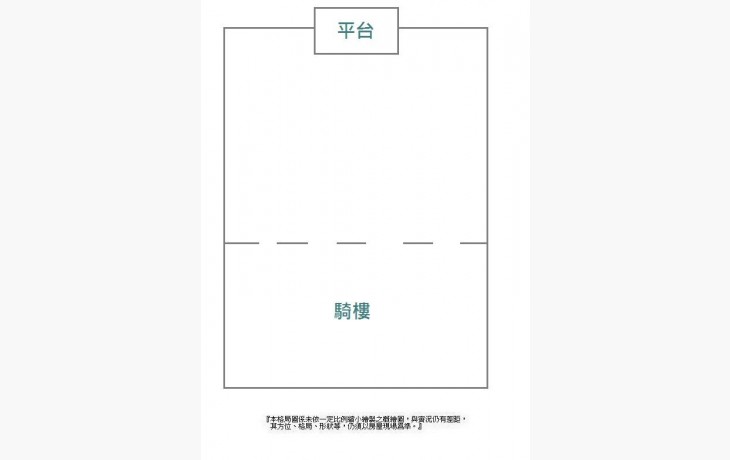 平台
騎樓
『本格局圖係未依一定比例縮小繪製之概繪圖，與實況仍有差距，
其方位、格局、形狀等，仍須以房屋現場為準。』